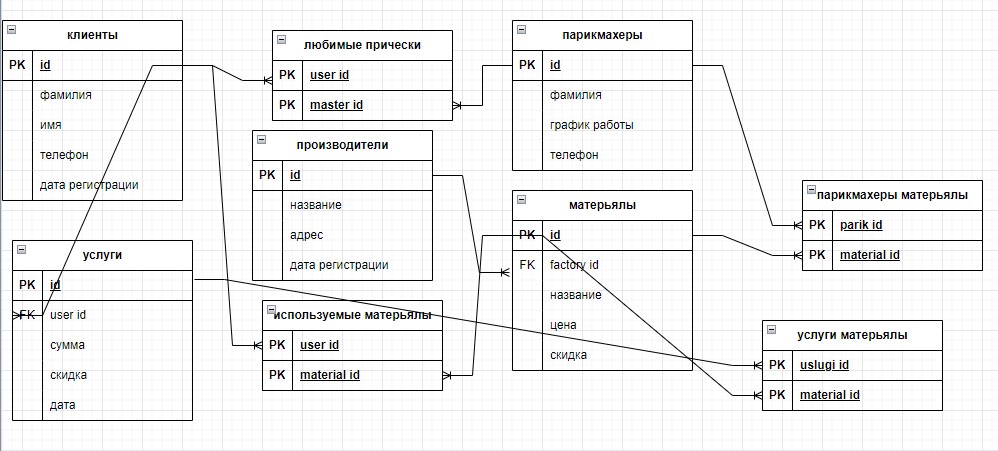 клиенты
PK id
фамилия
имя
телефон
дата регистрации
любимые прически
PK user id
PK master id
парикмахеры
PK id
фамилия
график работы
телефон
производители
PK id
название
адрес
дата регистрации
матерьялы
PK id
FK factory id
название
цена
скидка
парикмахеры матерьялы
PK parik id
PK material id
услуги
PK id
FK user id
сумма
скидка
дата
используемые матерьялы
PK user id
PK material id
услуги матерьялы
PK uslugi id
PK material id